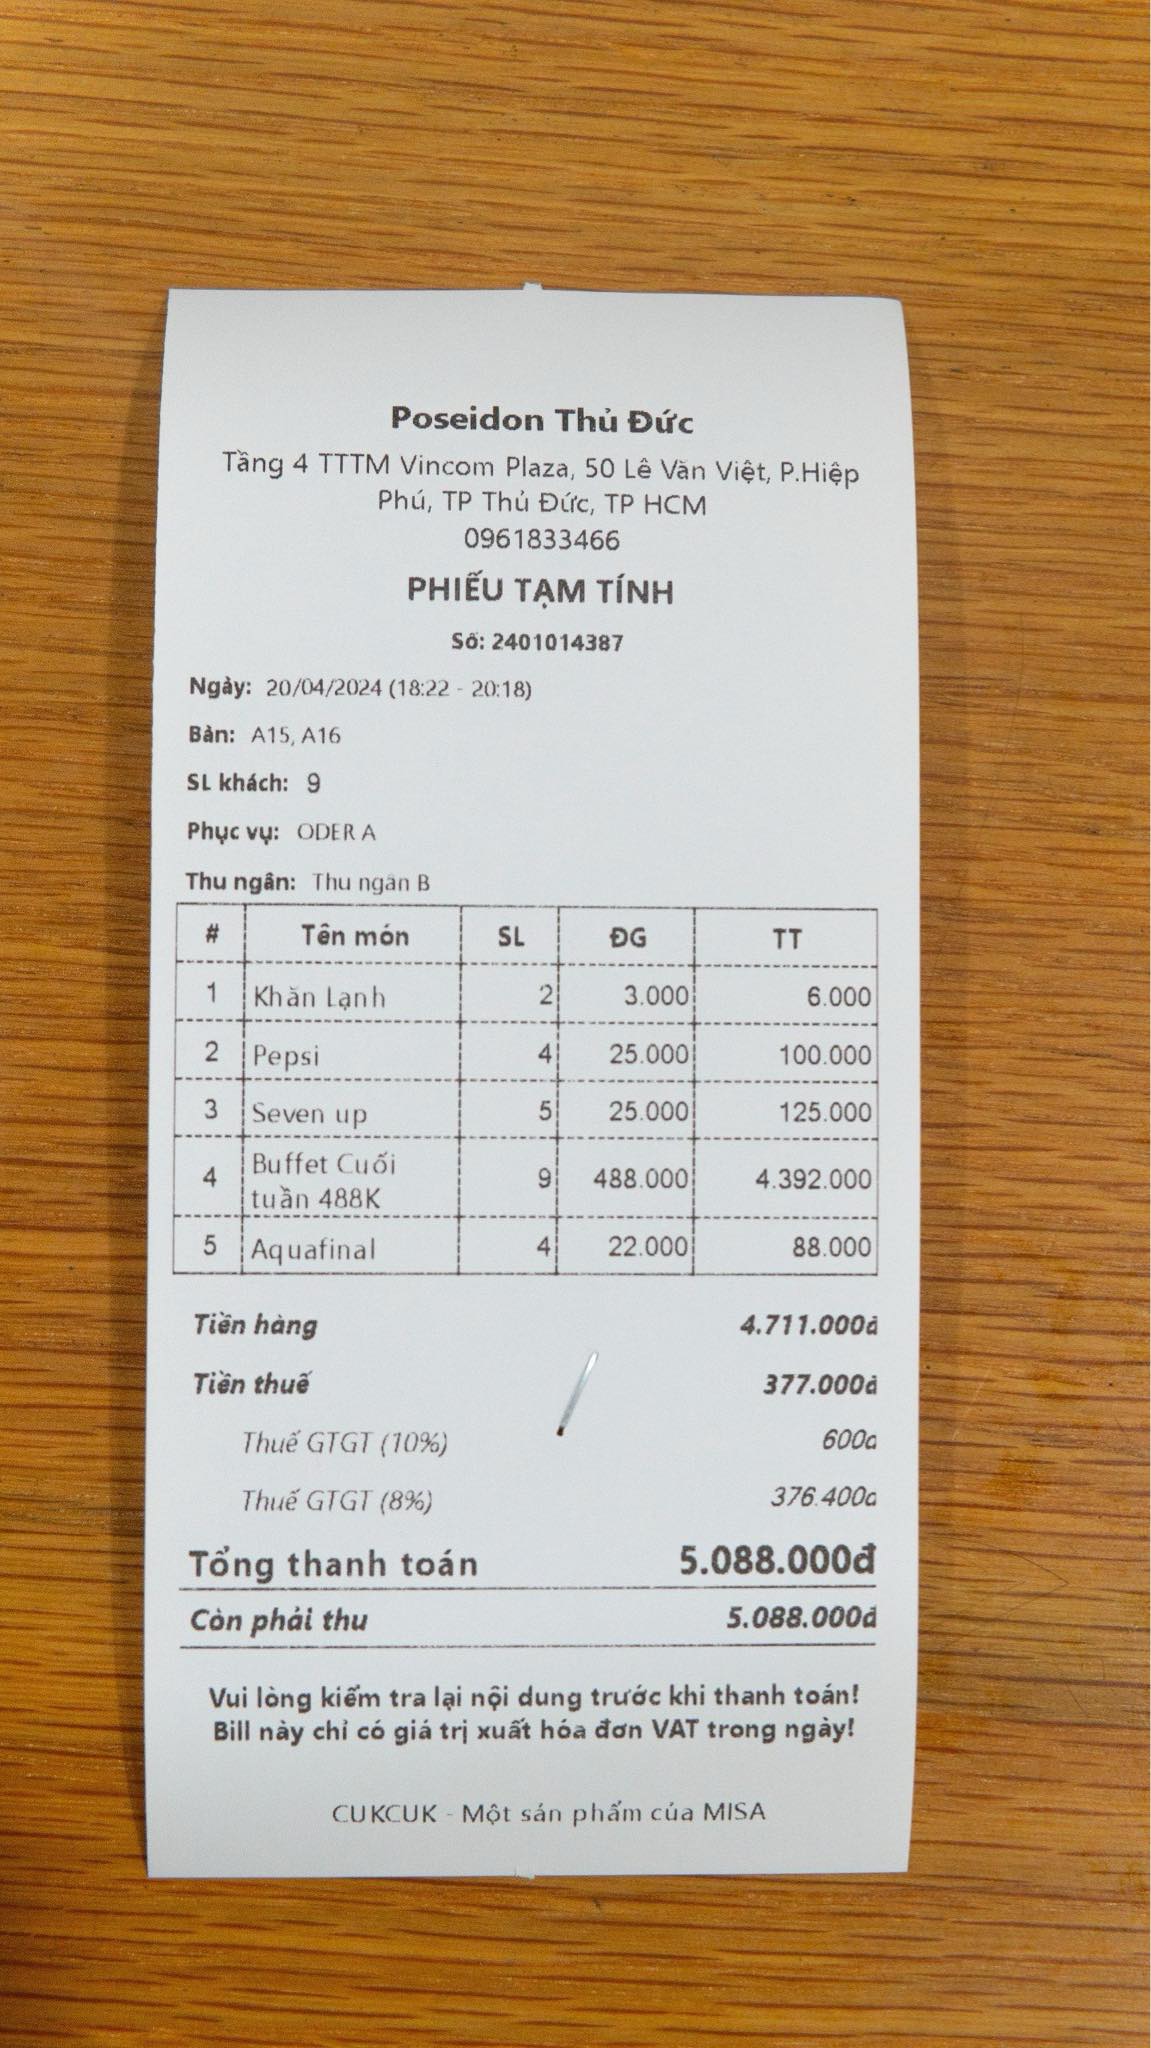 Poseidon Thủ Đức
Tầng 4 TTTM Vincom Plaza, 50 Lê Văn Việt, P.Hiệp
Phú, TP Thủ Đức, TP HCM
0961833466
PHIẾU TẠM TÍNH
Số: 2401014387
Ngày: 20/04/2024 (18:22 - 20:18)
Bàn: A15, A16
SL khách: 9
Phục vụ: ODER A
Thu ngân: Thu ngân B
# Tên món SL ĐG TT
1 Khăn Lạnh 2 3.000 6.000
2 Pepsi 4 25.000 100.000
3 Seven up 5 25.000 125.000
4 Buffet Cuối tuần 488K 9 488.000 4.392.000
5 Aquafinal 4 22.000 88.000
Tiền hàng 4.711.000đ
Tiền thuế 377.000đ
Thuế GTGT (10%) 600đ
Thuế GTGT (8%) 376.400đ
Tổng thanh toán 5.088.000đ
Còn phải thu 5.088.000đ
Vui lòng kiểm tra lại nội dung trước khi thanh toán!
Bill này chỉ có giá trị xuất hóa đơn VAT trong ngày!
CUKCUK - Một sản phẩm của MISA